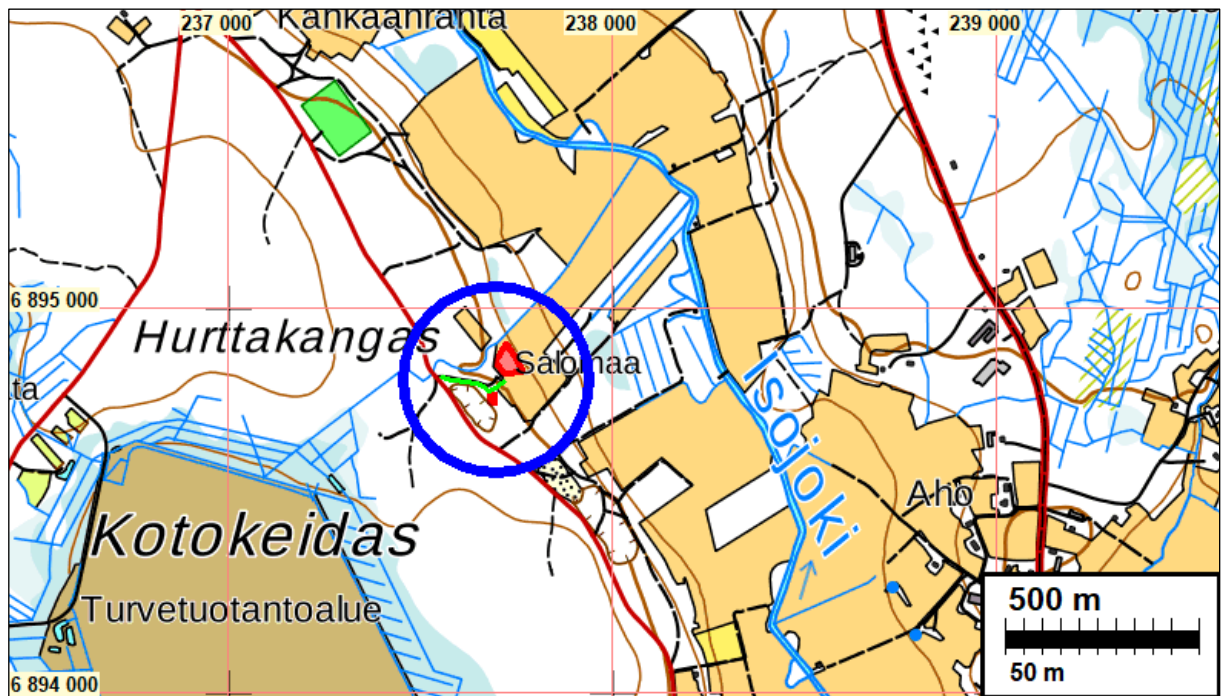 237 000
Kankaanranta
238 000
239 000
6 895 000
Hurttakangas
Salomaa
ta
Isojoki
Kotokeidas
Aho
Turvetuotantoalue
500 m
50 m
6 894 000